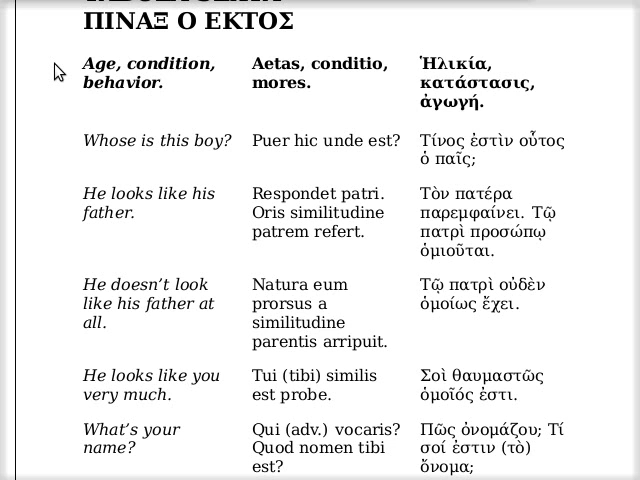 ΠΙΝΑΞ Ο ΕΚΤΟΣ
Age, condition,
behavior.
Aetas, conditio,
mores.
Ἡλικία,
κατάστασις,
ἀγωγή.
Whose is this boy?
Puer hic unde est?
Τίνος ἐστὶν οὗτος
ὁ παῖς;
He looks like his
father.
Respondet patri.
Oris similitudine
patrem refert.
Τὸν πατέρα
παρεμφαίνει. Τῷ
πατρὶ προσώπῳ
ὁμιοῦται.
He doesn’t look
like his father at
all.
Natura eum
prorsus a
similitudine
parentis arripuit.
Τῷ πατρὶ οὐδὲν
ὁμοίως ἔχει.
He looks like you
very much.
Tui (tibi) similis
est probe.
Σοὶ θαυμαστῶς
ὁμοῖός ἐστι.
What’s your
name?
Qui (adv.) vocaris?
Quod nomen tibi
est?
Πῶς ὀνομάζου; Τί
σοί ἐστιν (τὸ)
ὄνομα;